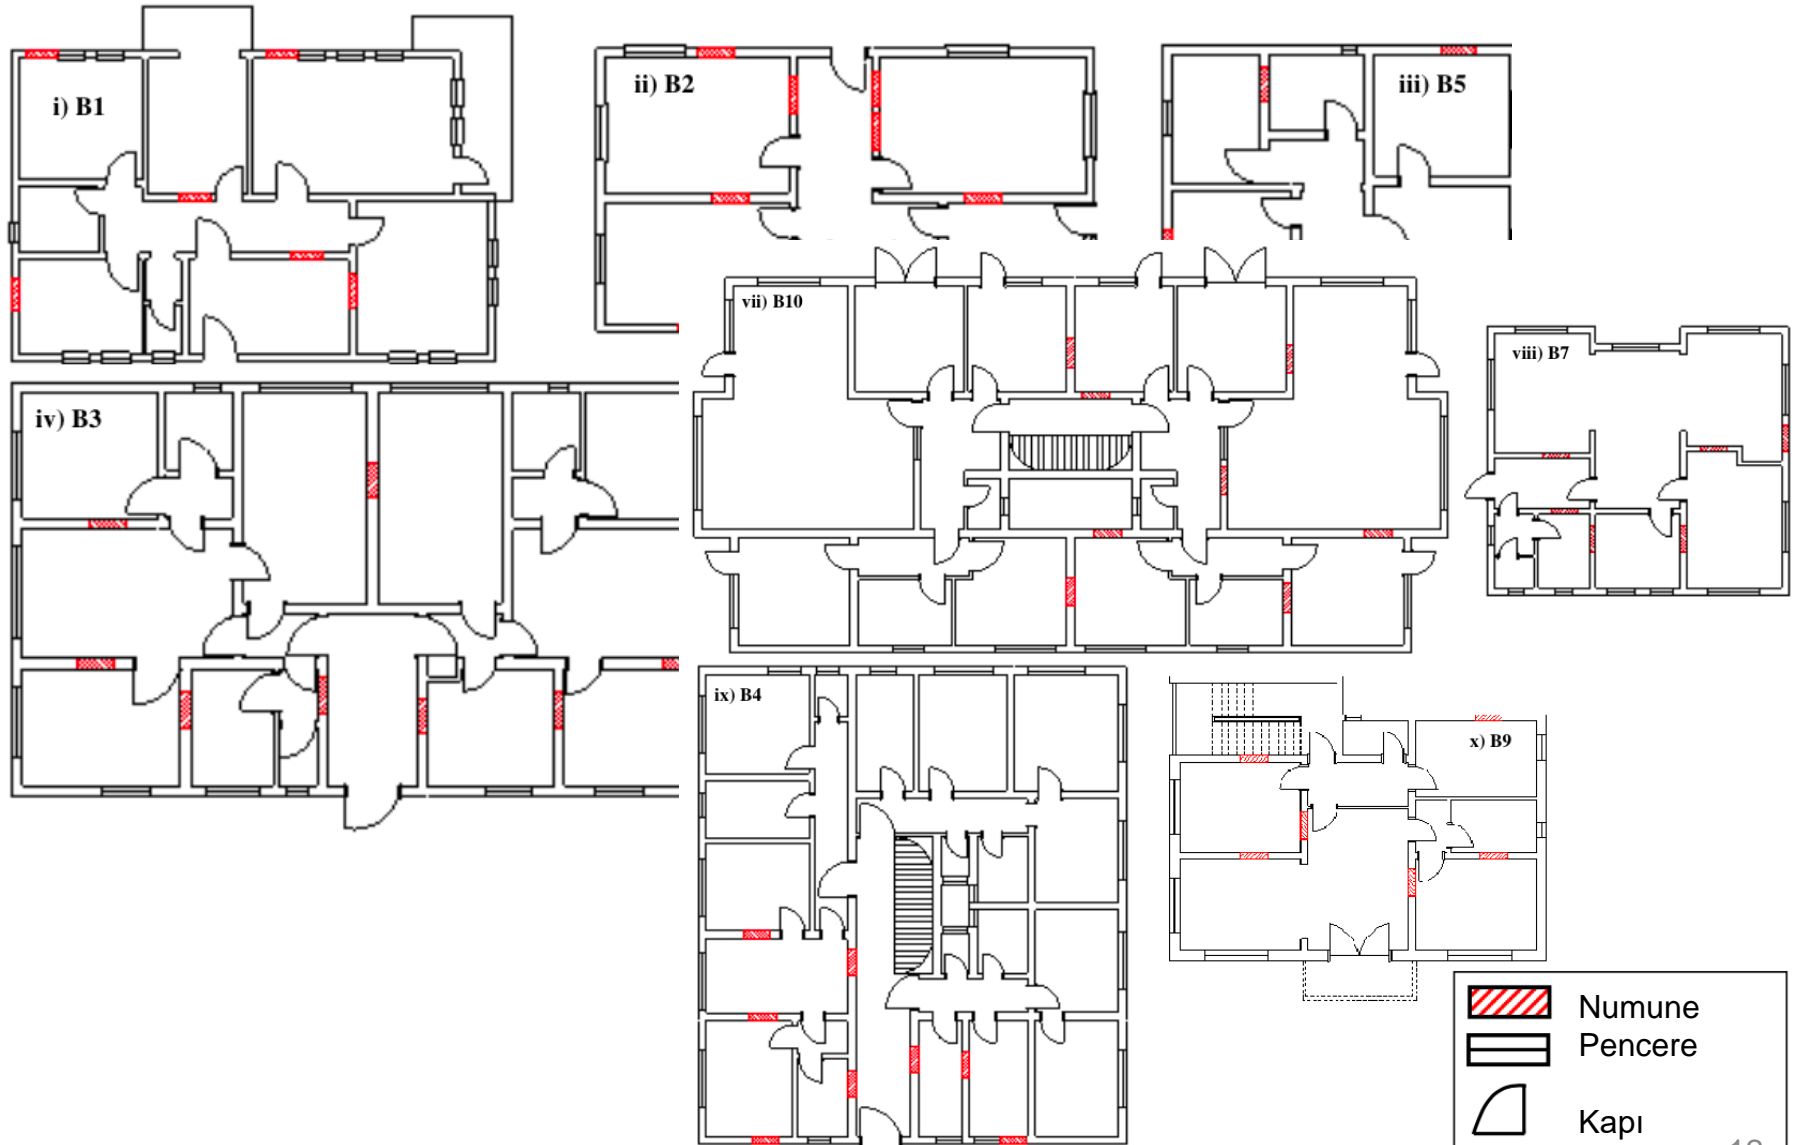 i) B1
ii) B2
iii) B5
vii) B10
viii) B7
iv) B3
ix) B4
x) B9
Numune
Pencere
Kapı